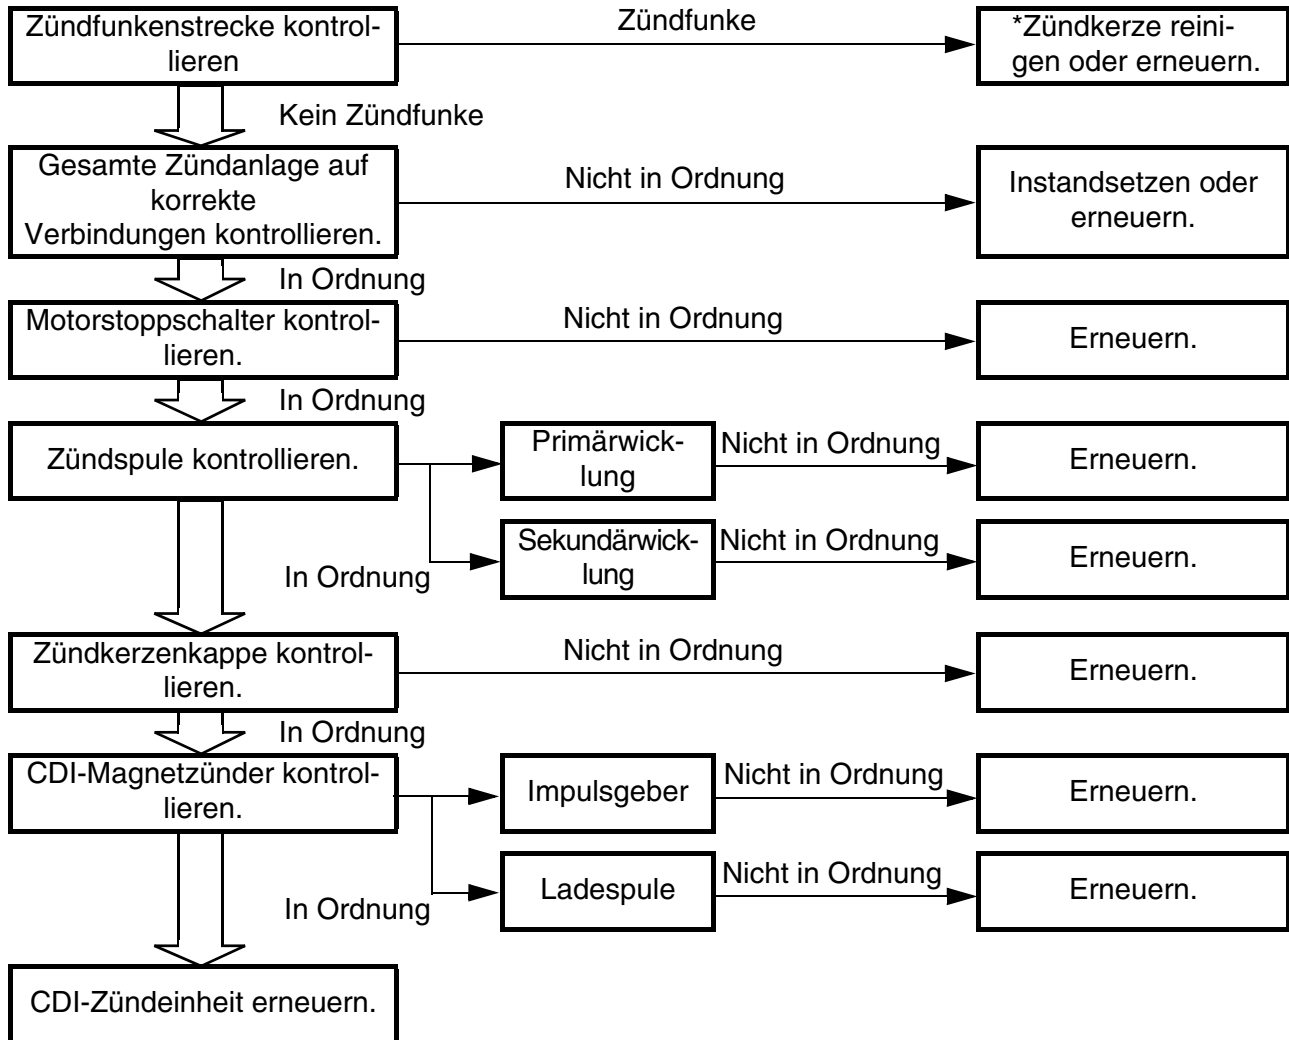 Zündfunkenstrecke kontrol-
lieren
Zündfunke
*Zündkerze reini-
gen oder erneuern.
Kein Zündfunke
Gesamte Zündanlage auf
korrekte
Verbindungen kontrollieren.
Nicht in Ordnung
Instandsetzen oder
erneuern.
In Ordnung
Motorstoppschalter kontrol-
lieren.
Nicht in Ordnung
Erneuern.
In Ordnung
Zündspule kontrollieren.
Primärwick-
lung
Nicht in Ordnung
Erneuern.
Sekundärwick-
lung
Nicht in Ordnung
Erneuern.
In Ordnung
Zündkerzenkappe kontrol-
lieren.
Nicht in Ordnung
Erneuern.
In Ordnung
CDI-Magnetzünder kontrol-
lieren.
Impulsgeber
Nicht in Ordnung
Erneuern.
Ladespule
Nicht in Ordnung
Erneuern.
In Ordnung
CDI-Zündeinheit erneuern.